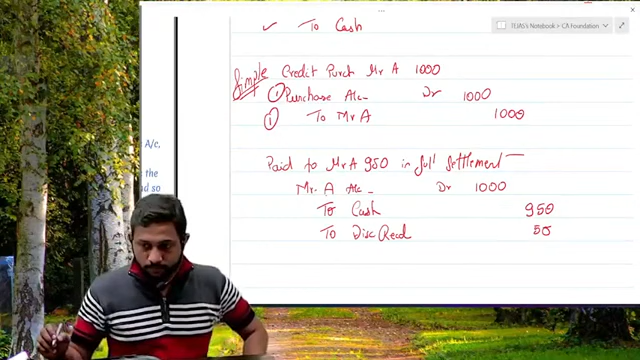 ...
TEJAS's Notebook > CA Foundation
✓ To Cash
Simple Credit Purch Mr A 1000
① Purchase A/c Dr 1000
① To Mr A 1000
A/c,
Paid to Mr A 950 in full settlement
Mr. A A/c Dr 1000
To Cash 950
and so
To Disc Recd 50